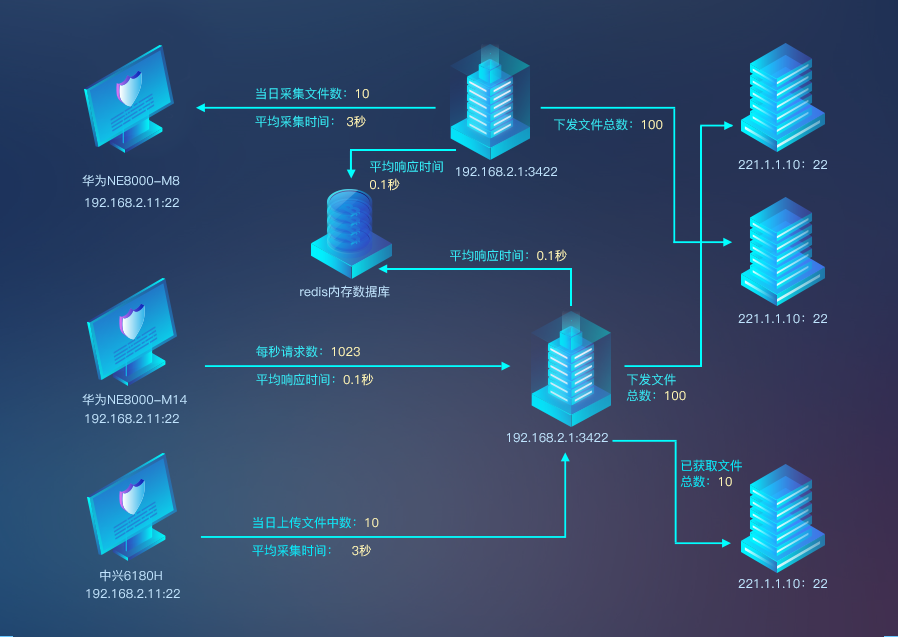 当日采集文件数：10
平均采集时间： 3秒
下发文件总数：100
华为NE8000-M8
192.168.2.11:22
平均响应时间
0.1秒
192.168.2.1:3422
221.1.1.10：22
redis内存数据库
平均响应时间：0.1秒
221.1.1.10：22
每秒请求数：1023
平均响应时间：0.1秒
华为NE8000-M14
192.168.2.11:22
下发文件
总数：100
192.168.2.1:3422
已获取文件
总数：10
当日上传文件中数：10
平均采集时间： 3秒
中兴6180H
192.168.2.11:22
221.1.1.10：22